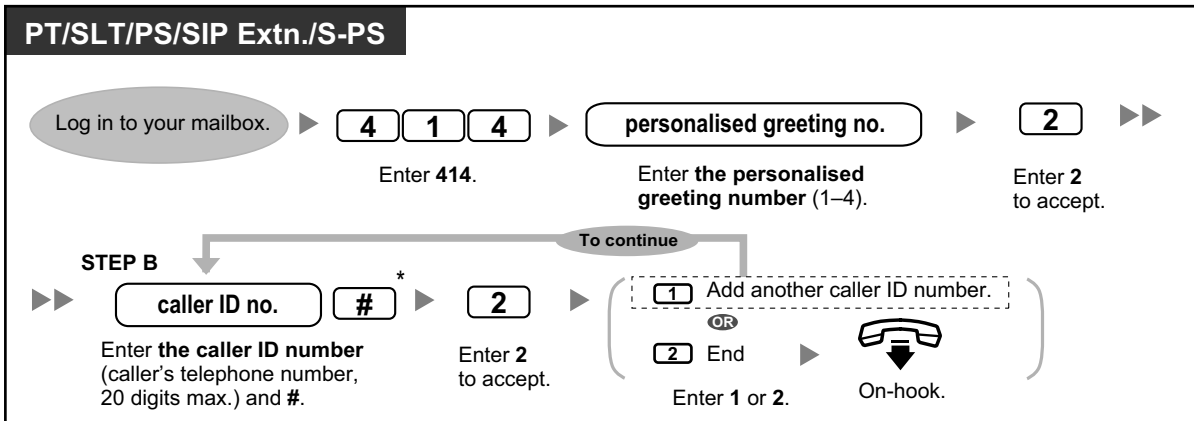 PT/SLT/PS/SIP Extn./S-PS
Log in to your mailbox.
4 1 4
personalised greeting no.
2
Enter 414.
Enter the personalised
greeting number (1–4).
Enter 2
to accept.
To continue
STEP B
caller ID no. # *
2
1 Add another caller ID number.
OR
2 End
Enter the caller ID number
(caller's telephone number,
20 digits max.) and #.
Enter 2
to accept.
Enter 1 or 2.
On-hook.